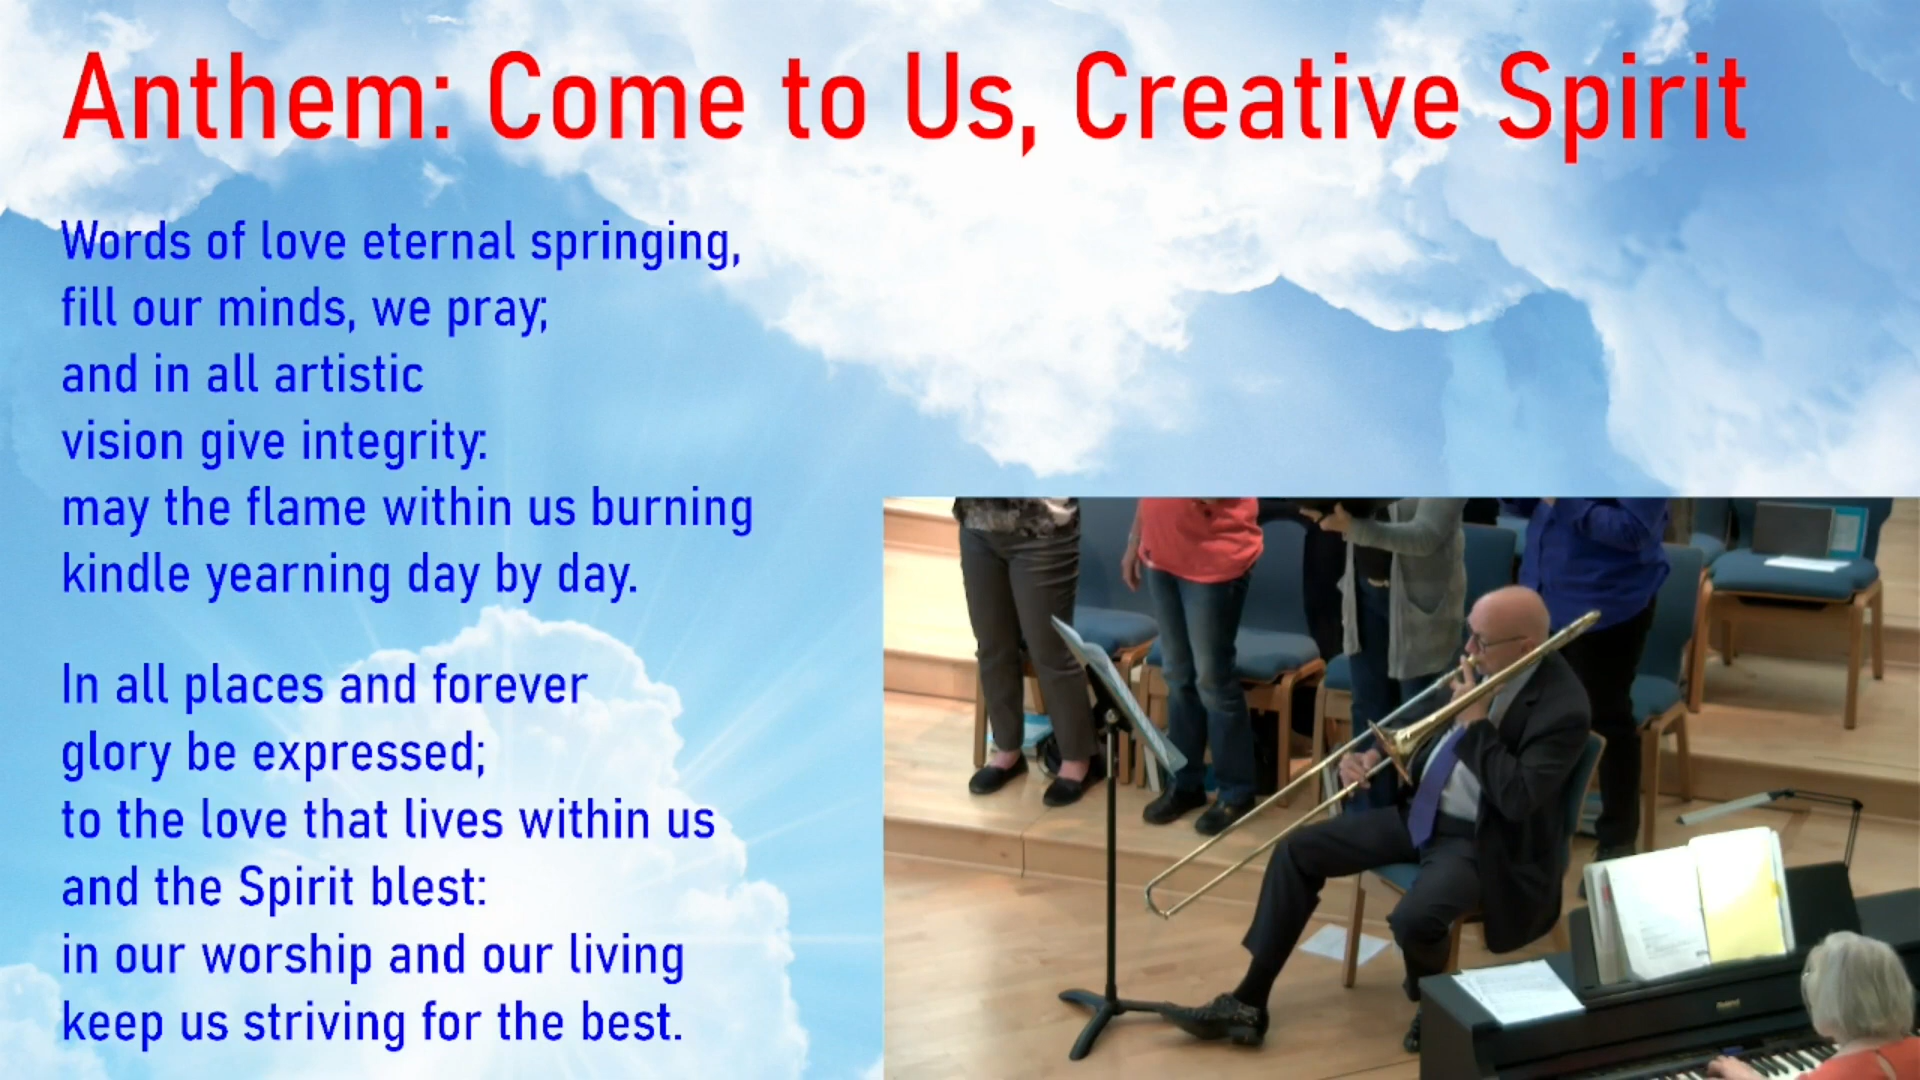 Anthem: Come to Us, Creative Spirit
Words of love eternal springing,
fill our minds, we pray;
and in all artistic
vision give integrity:
may the flame within us burning
kindle yearning day by day.
In all places and forever
glory be expressed;
to the love that lives within us
and the Spirit blest:
in our worship and our living
keep us striving for the best.
Roland